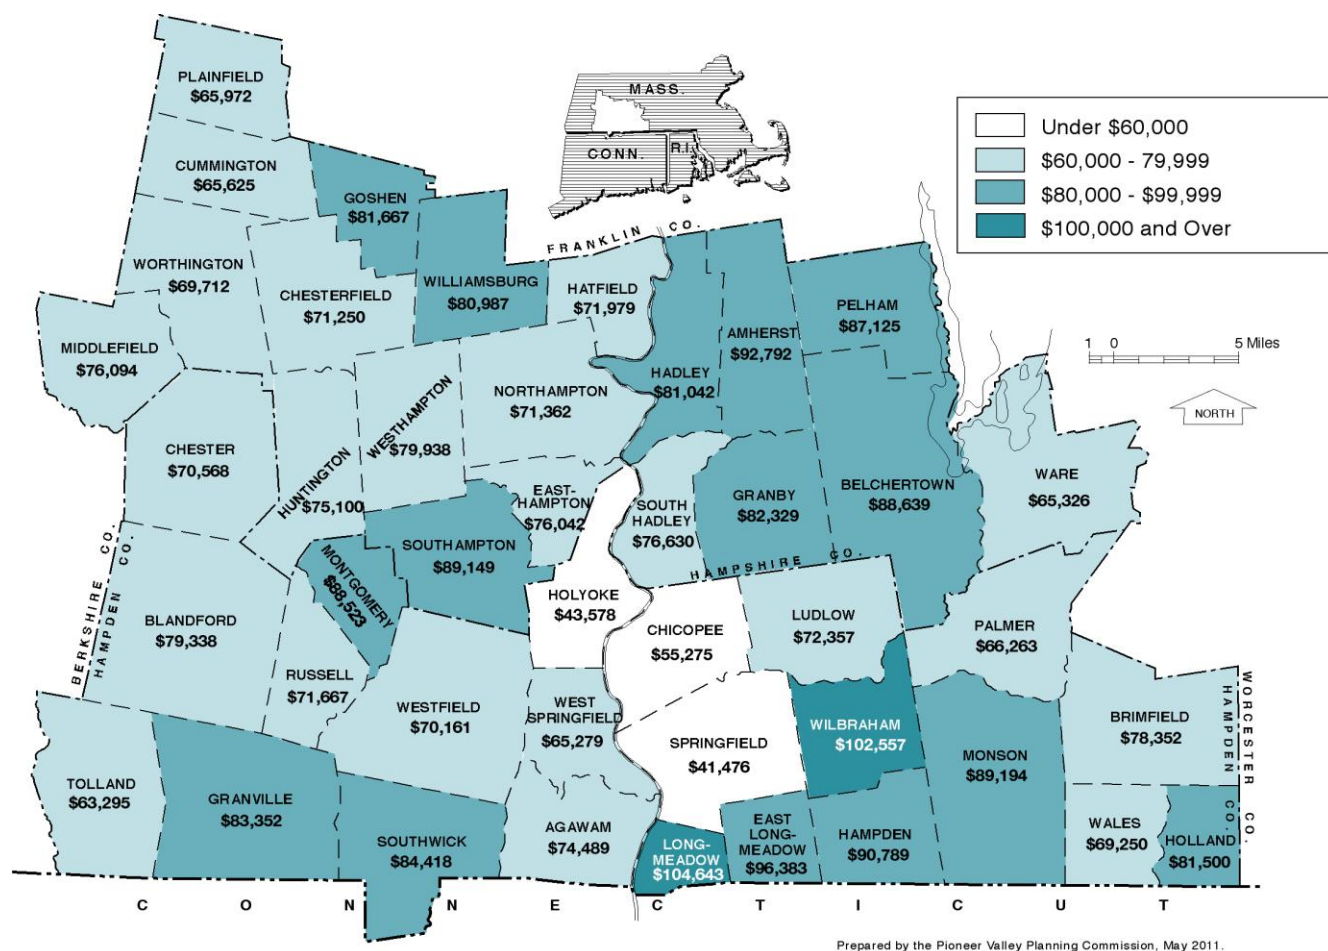 PLAINFIELD
$65,972
CUMMINGTON
$65,625
GOSHEN
$81,667
WORTHINGTON
$69,712
CHESTERFIELD
$71,250
WILLIAMSBURG
$80,987
HATFIELD
$71,979
MIDDLEFIELD
$76,094
MASS.
CONN.
R.I.
FRANKLIN CO.
Under $60,000
$60,000 - 79,999
$80,000 - $99,999
$100,000 and Over
1 0 5 Miles
NORTH
PELHAM
$87,125
AMHERST
$92,792
HADLEY
$81,042
NORTHAMPTON
$71,362
WESTHAMPTON
$79,938
CHESTER
$70,568
HUNTINGTON
$75,100
EAST-
HAMPTON
$76,042
SOUTH
HADLEY
$76,630
GRANBY
$82,329
BELCHERTOWN
$88,639
WARE
$65,326
HAMPSHIRE CO.
BERKSHIRE CO.
HAMPDEN CO.
MONTGOMERY
$88,523
SOUTHAMPTON
$89,149
HOLYOKE
$43,578
CHICOPEE
$55,275
LUDLOW
$72,357
PALMER
$66,263
BLANDFORD
$79,338
RUSSELL
$71,667
WESTFIELD
$70,161
WEST
SPRINGFIELD
$65,279
SPRINGFIELD
$41,476
WILBRAHAM
$102,557
MONSON
$89,194
BRIMFIELD
$78,352
HAMPDEN CO.
WORCESTER CO.
TOLLAND
$63,295
GRANVILLE
$83,352
SOUTHWICK
$84,418
AGAWAM
$74,489
LONG-
MEADOW
$104,643
EAST
LONG-
MEADOW
$96,383
HAMPDEN
$90,789
WALES
$69,250
HOLLAND
$81,500
CONNECTICUT
Prepared by the Pioneer Valley Planning Commission, May 2011.